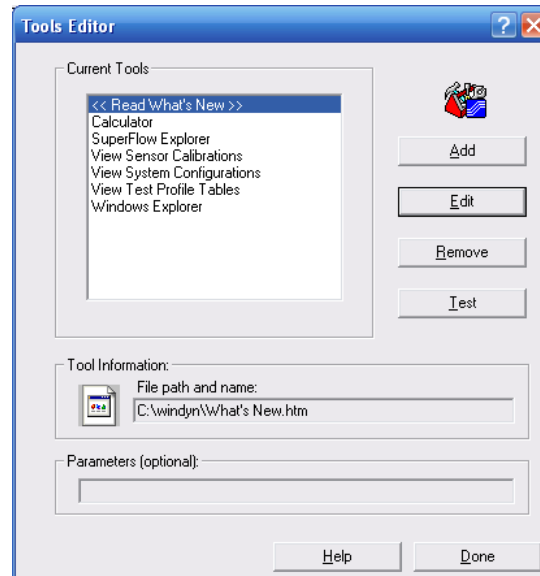 Tools Editor
Current Tools
<< Read What's New >>
Calculator
SuperFlow Explorer
View Sensor Calibrations
View System Configurations
View Test Profile Tables
Windows Explorer
Add
Edit
Remove
Test
Tool Information:
File path and name:
C:\windyn\What's New.htm
Parameters (optional):
Help
Done